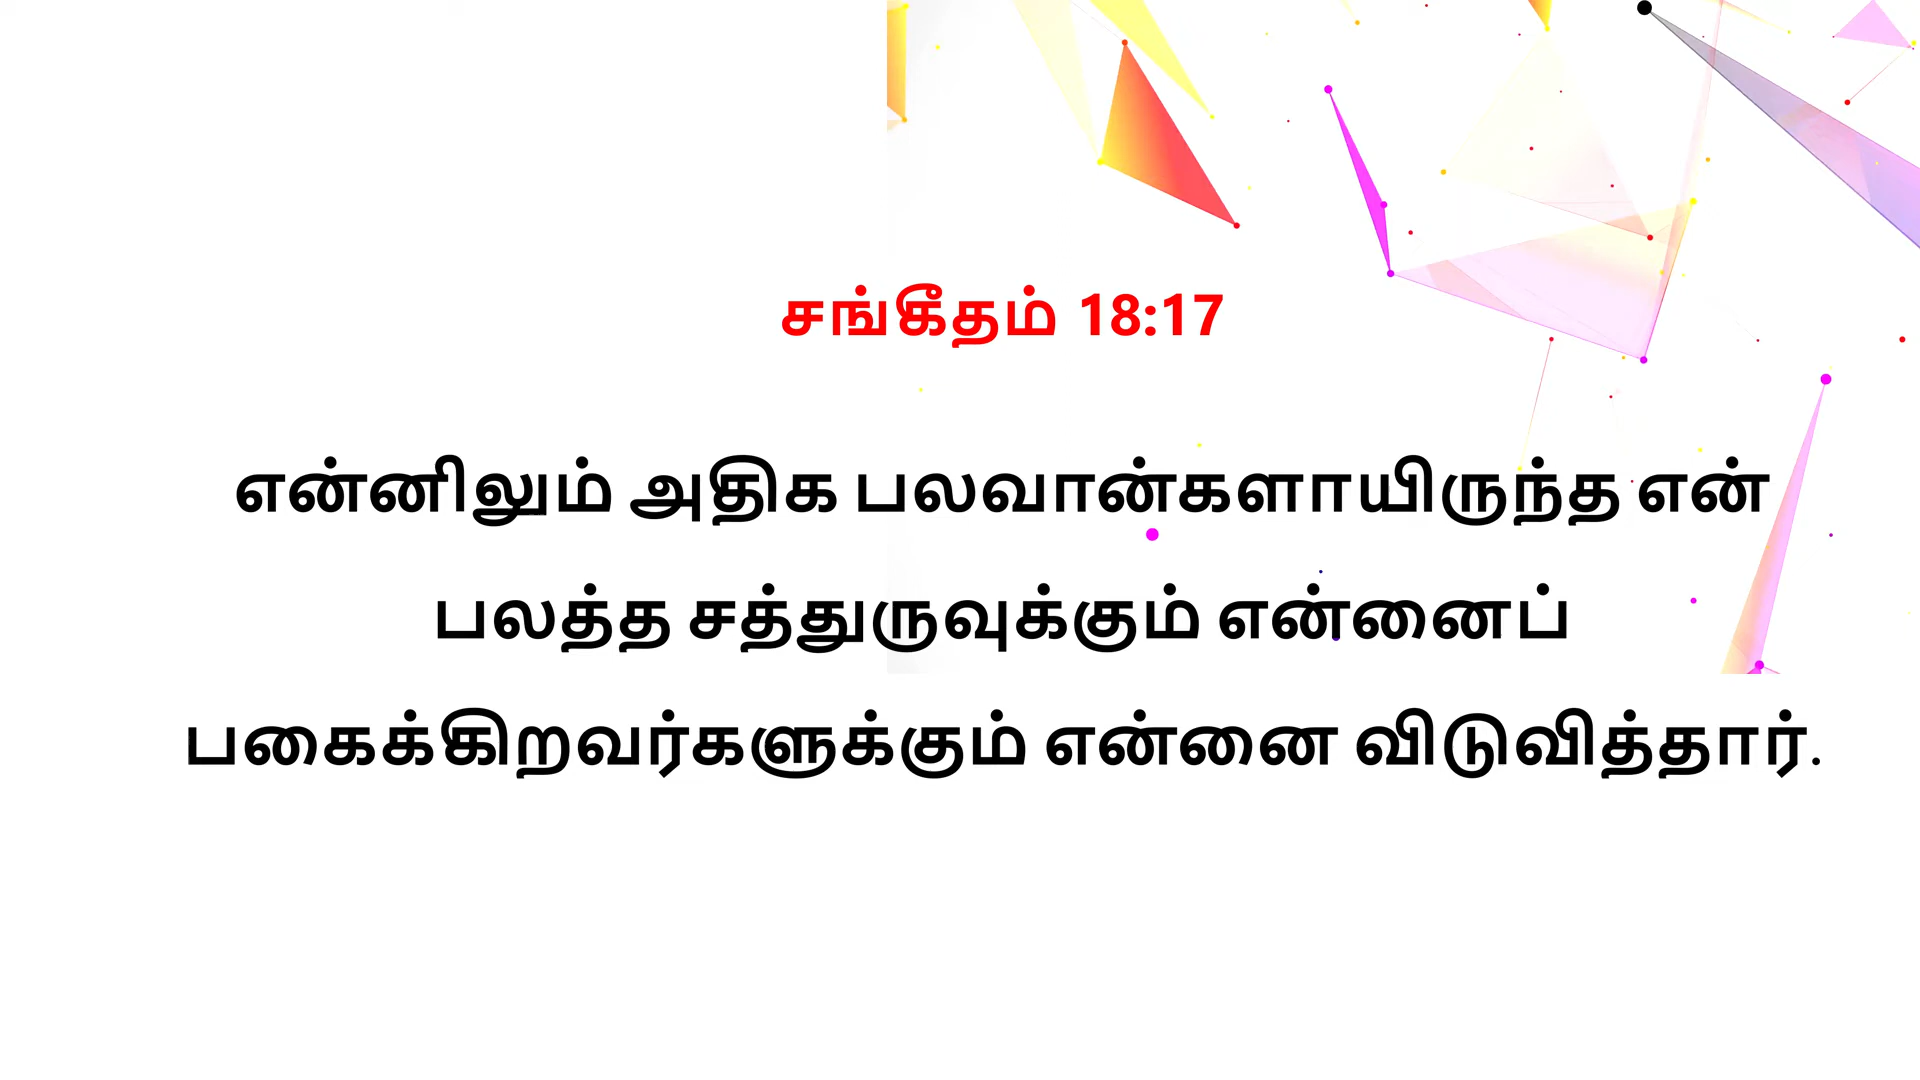 சங்கீதம் 18:17
என்னிலும் அதிக பலவான்களாயிருந்த என்
பலத்த சத்துருவுக்கும் என்னைப்
பகைக்கிறவர்களுக்கும் என்னை விடுவித்தார்.